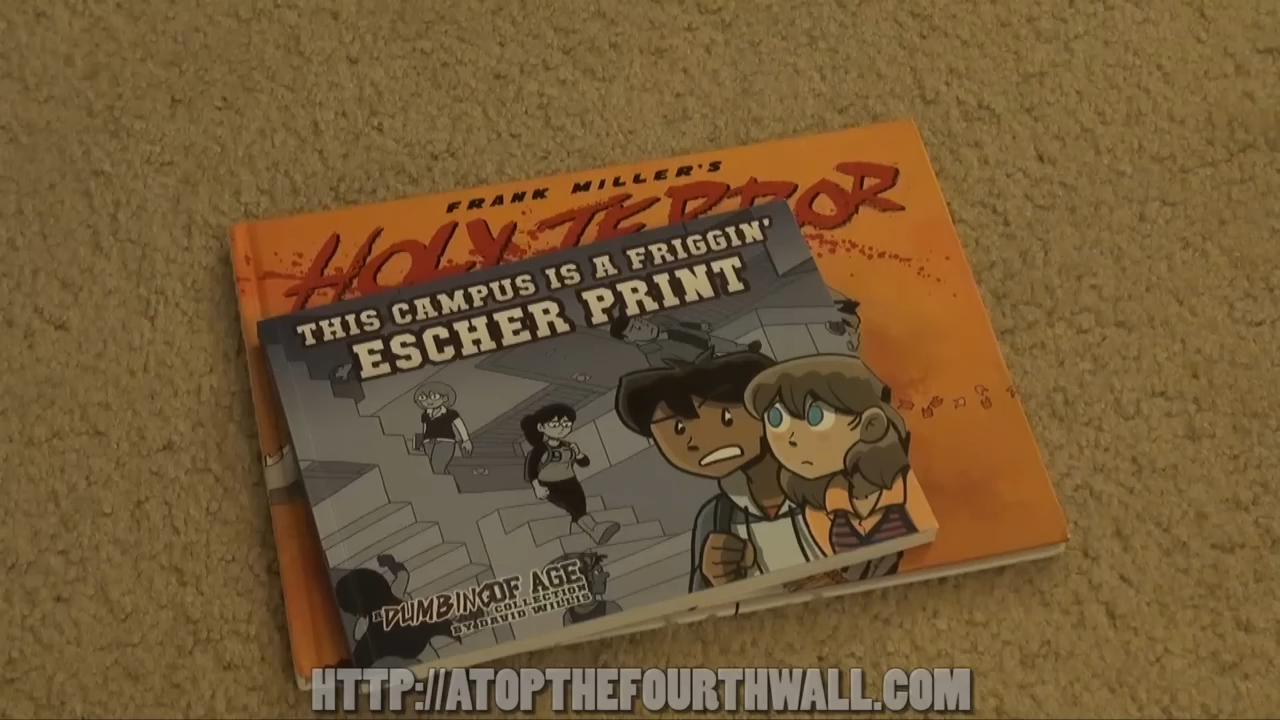 FRANK MILLER'S
HOLY TERROR
THIS CAMPUS IS A FRIGGIN'
ESCHER PRINT
A DUMBING OF AGE
COLLECTION
BY DAVID WILLIS
HTTP://ATOPTHEFOURTHWALL.COM